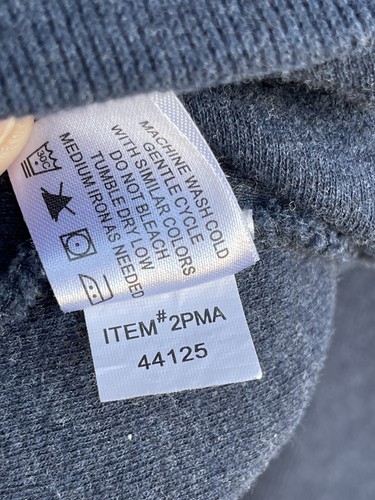 MACHINE WASH COLD
GENTLE CYCLE
WITH SIMILAR COLORS
DO NOT BLEACH
TUMBLE DRY LOW
MEDIUM IRON AS NEEDED
30°C
ITEM#2PMA
44125